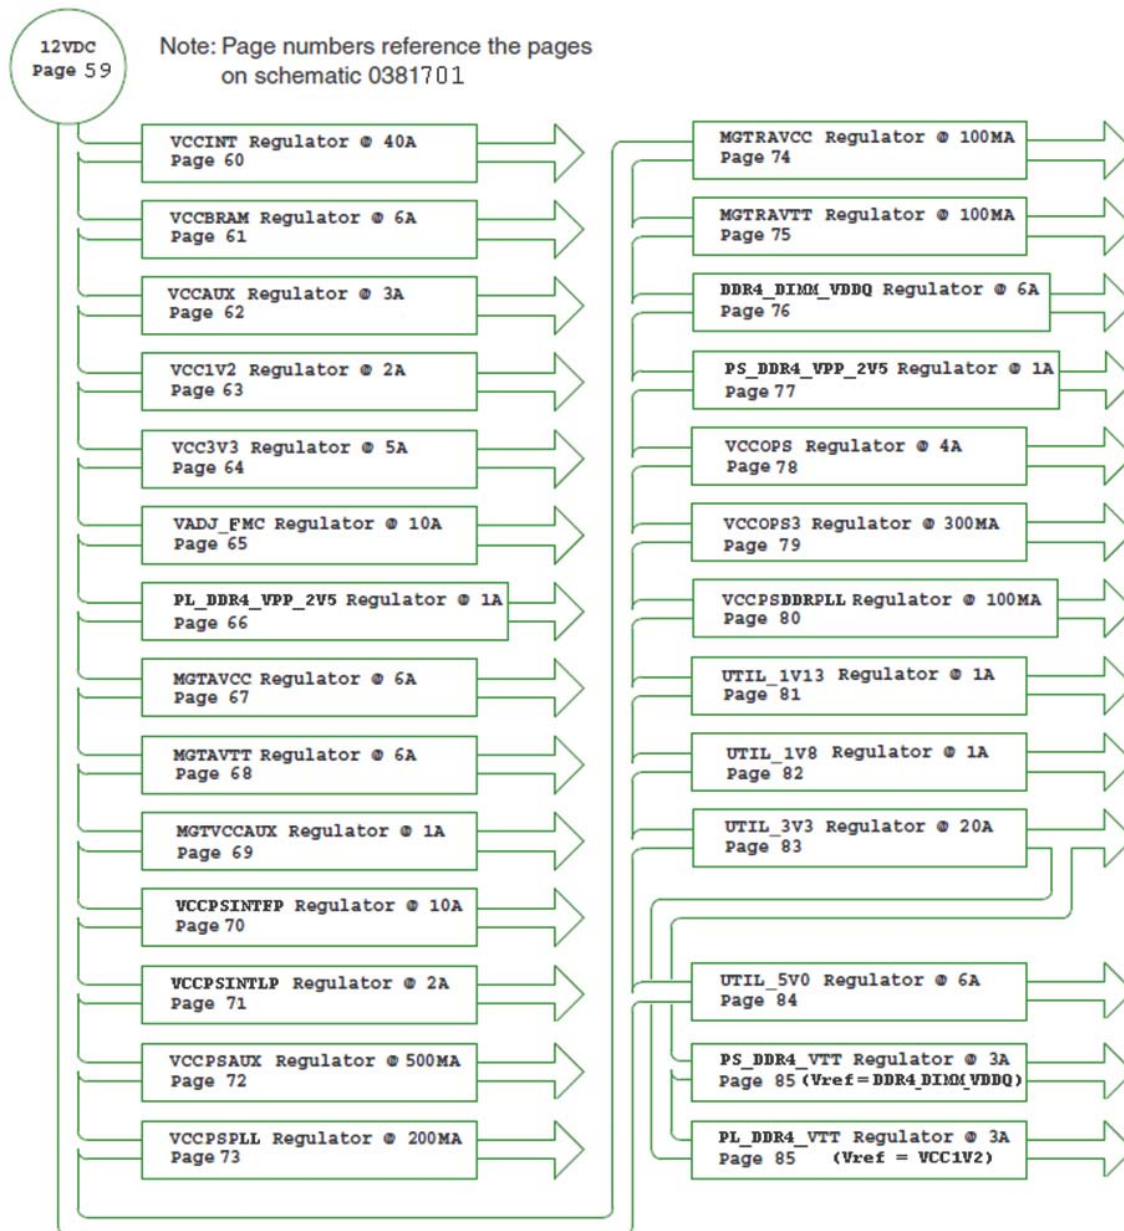 12VDC
Page 59
Note: Page numbers reference the pages
on schematic 0381701
VCCINT Regulator @ 40A
Page 60
VCCBRAM Regulator @ 6A
Page 61
VCCAUX Regulator @ 3A
Page 62
VCC1V2 Regulator @ 2A
Page 63
VCC3V3 Regulator @ 5A
Page 64
VADJ_FMC Regulator @ 10A
Page 65
PL_DDR4_VPP_2V5 Regulator @ 1A
Page 66
MGTAVCC Regulator @ 6A
Page 67
MGTAVTT Regulator @ 6A
Page 68
MGTVCCAUX Regulator @ 1A
Page 69
VCCPSINTFP Regulator @ 10A
Page 70
VCCPSINTLP Regulator @ 2A
Page 71
VCCPSAUX Regulator @ 500MA
Page 72
VCCPSPLL Regulator @ 200MA
Page 73
MGTRAVCC Regulator @ 100MA
Page 74
MGTRAVTT Regulator @ 100MA
Page 75
DDR4_DIMM_VDDQ Regulator @ 6A
Page 76
PS_DDR4_VPP_2V5 Regulator @ 1A
Page 77
VCCOPS Regulator @ 4A
Page 78
VCCOPS3 Regulator @ 300MA
Page 79
VCCPSDDRPLL Regulator @ 100MA
Page 80
UTIL_1V13 Regulator @ 1A
Page 81
UTIL_1V8 Regulator @ 1A
Page 82
UTIL_3V3 Regulator @ 20A
Page 83
UTIL_5V0 Regulator @ 6A
Page 84
PS_DDR4_VTT Regulator @ 3A
Page 85 (Vref=DDR4_DIMM_VDDQ)
PL_DDR4_VTT Regulator @ 3A
Page 85 (Vref = VCC1V2)